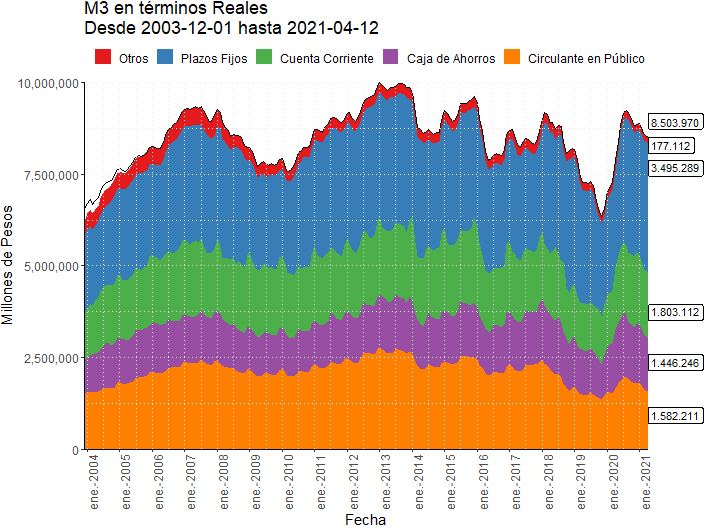 M3 en términos Reales
Desde 2003-12-01 hasta 2021-04-12
Otros Plazos Fijos Cuenta Corriente Caja de Ahorros Circulante en Público
Millones de Pesos
10,000,000
7,500,000
5,000,000
2,500,000
0
8.503.970
177.112
3.495.289
1.803.112
1.446.246
1.582.211
ene.-2004
ene.-2005
ene.-2006
ene.-2007
ene.-2008
ene.-2009
ene.-2010
ene.-2011
ene.-2012
ene.-2013
ene.-2014
ene.-2015
ene.-2016
ene.-2017
ene.-2018
ene.-2019
ene.-2020
ene.-2021
Fecha